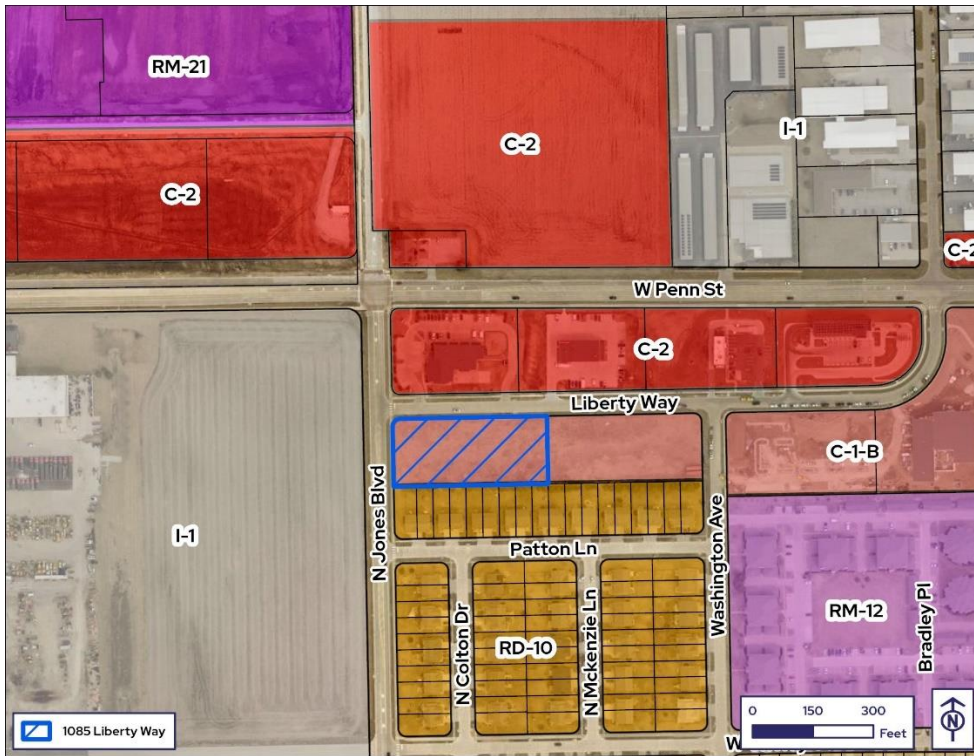 RM-21
I-1
C-2
C-2
C-2
W Penn St
C-2
Liberty Way
C-1-B
N Jones Blvd
I-1
Patton Ln
Washington Ave
N Colton Dr
RD-10
N Mckenzie Ln
RM-12
Bradley Pl
0 150 300
Feet
N
1085 Liberty Way